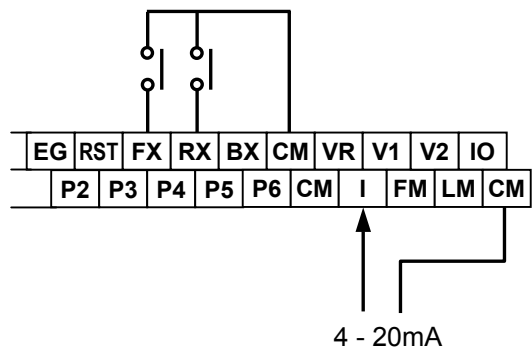 EG RST FX RX BX CM VR V1 V2 IO
P2 P3 P4 P5 P6 CM I FM LM CM
4 - 20mA